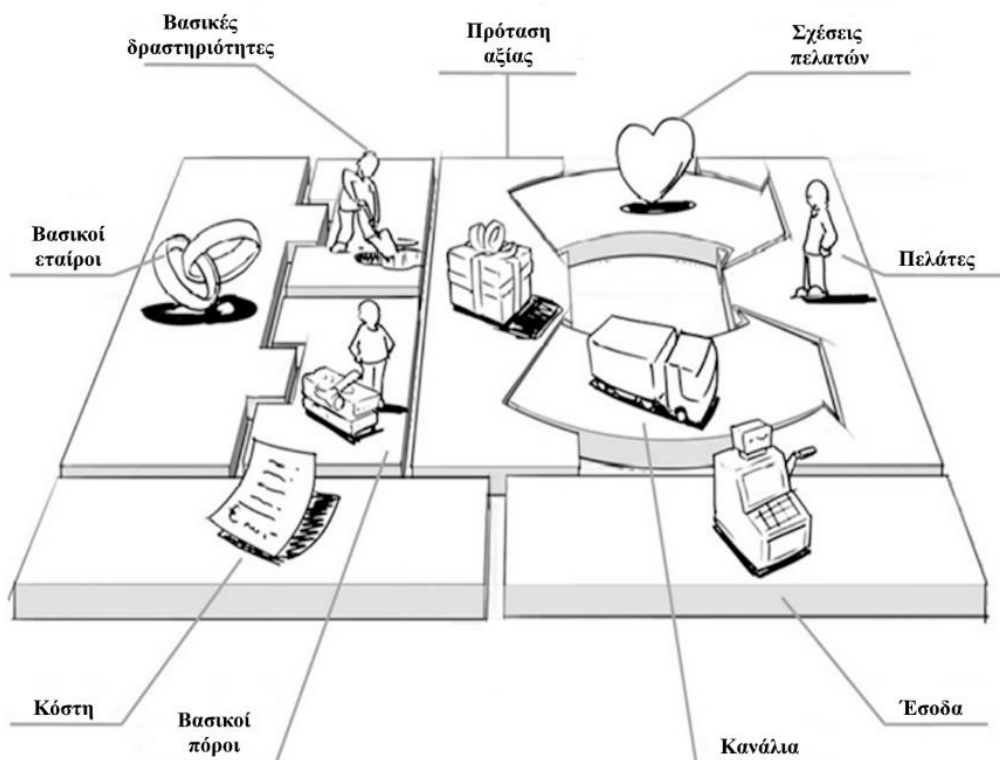 Βασικές
δραστηριότητες
Πρόταση
αξίας
Σχέσεις
πελατών
Βασικοί
εταίροι
Πελάτες
Κόστη
Βασικοί
πόροι
Κανάλια
Έσοδα